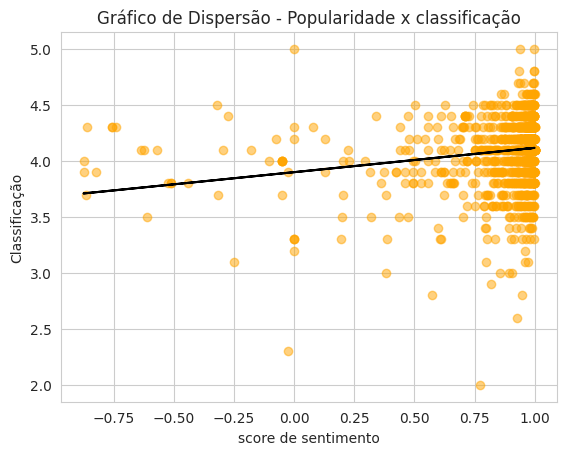 Gráfico de Dispersão - Popularidade x classificação
5.0
4.5
4.0
3.5
3.0
2.5
2.0
Classificação
−0.75 −0.50 −0.25 0.00 0.25 0.50 0.75 1.00
score de sentimento